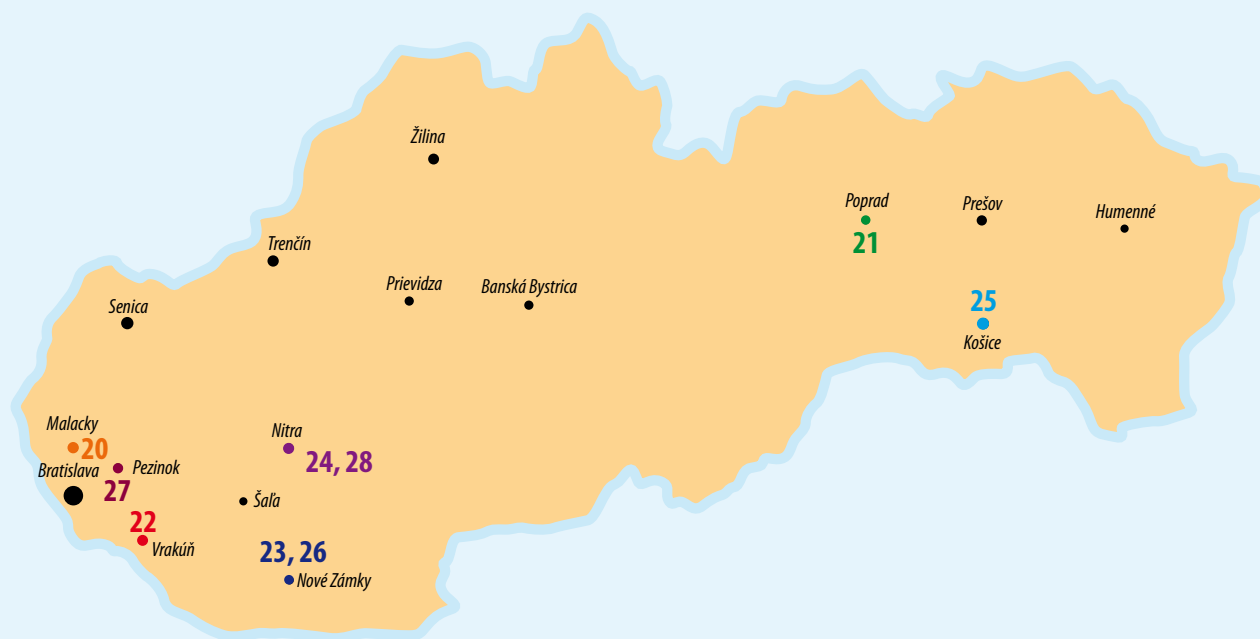 Žilina
Poprad
21
Prešov
Humenné
Trenčín
Prievidza
Banská Bystrica
Senica
25
Košice
Malacky
20
Bratislava
Pezinok
27
Nitra
24, 28
Šaľa
22
Vrakúň
23, 26
Nové Zámky